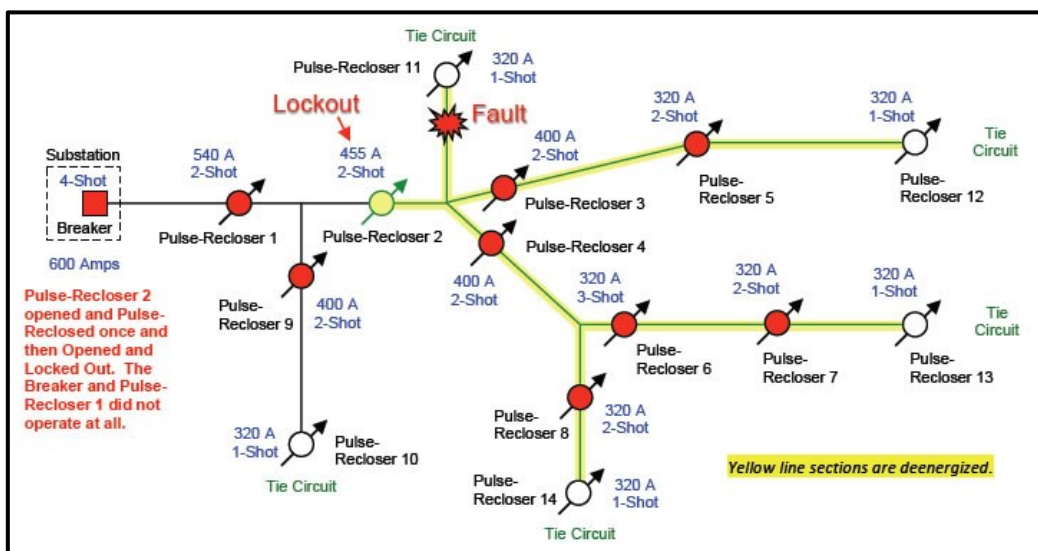 Tie Circuit
Pulse-Recloser 11
320 A
1-Shot
Lockout
Fault
Substation
4-Shot
Breaker
600 Amps
540 A
2-Shot
Pulse-Recloser 1
455 A
2-Shot
Pulse-Recloser 2
400 A
2-Shot
Pulse-Recloser 3
320 A
2-Shot
Pulse-
Recloser 5
320 A
1-Shot
Pulse-
Recloser 12
Tie
Circuit
Pulse-Recloser 4
400 A
2-Shot
Pulse-
Recloser 9
400 A
2-Shot
320 A
3-Shot
Pulse-
Recloser 6
320 A
2-Shot
Pulse-
Recloser 7
320 A
1-Shot
Pulse-
Recloser 13
Tie
Circuit
Pulse-Recloser 2
opened and Pulse-
Reclosed once and
then Opened and
Locked Out. The
Breaker and Pulse-
Recloser 1 did not
operate at all.
Pulse-
Recloser 8
320 A
2-Shot
320 A
1-Shot
Pulse-
Recloser 10
Tie Circuit
Pulse-
Recloser 14
320 A
1-Shot
Tie Circuit
Yellow line sections are deenergized.